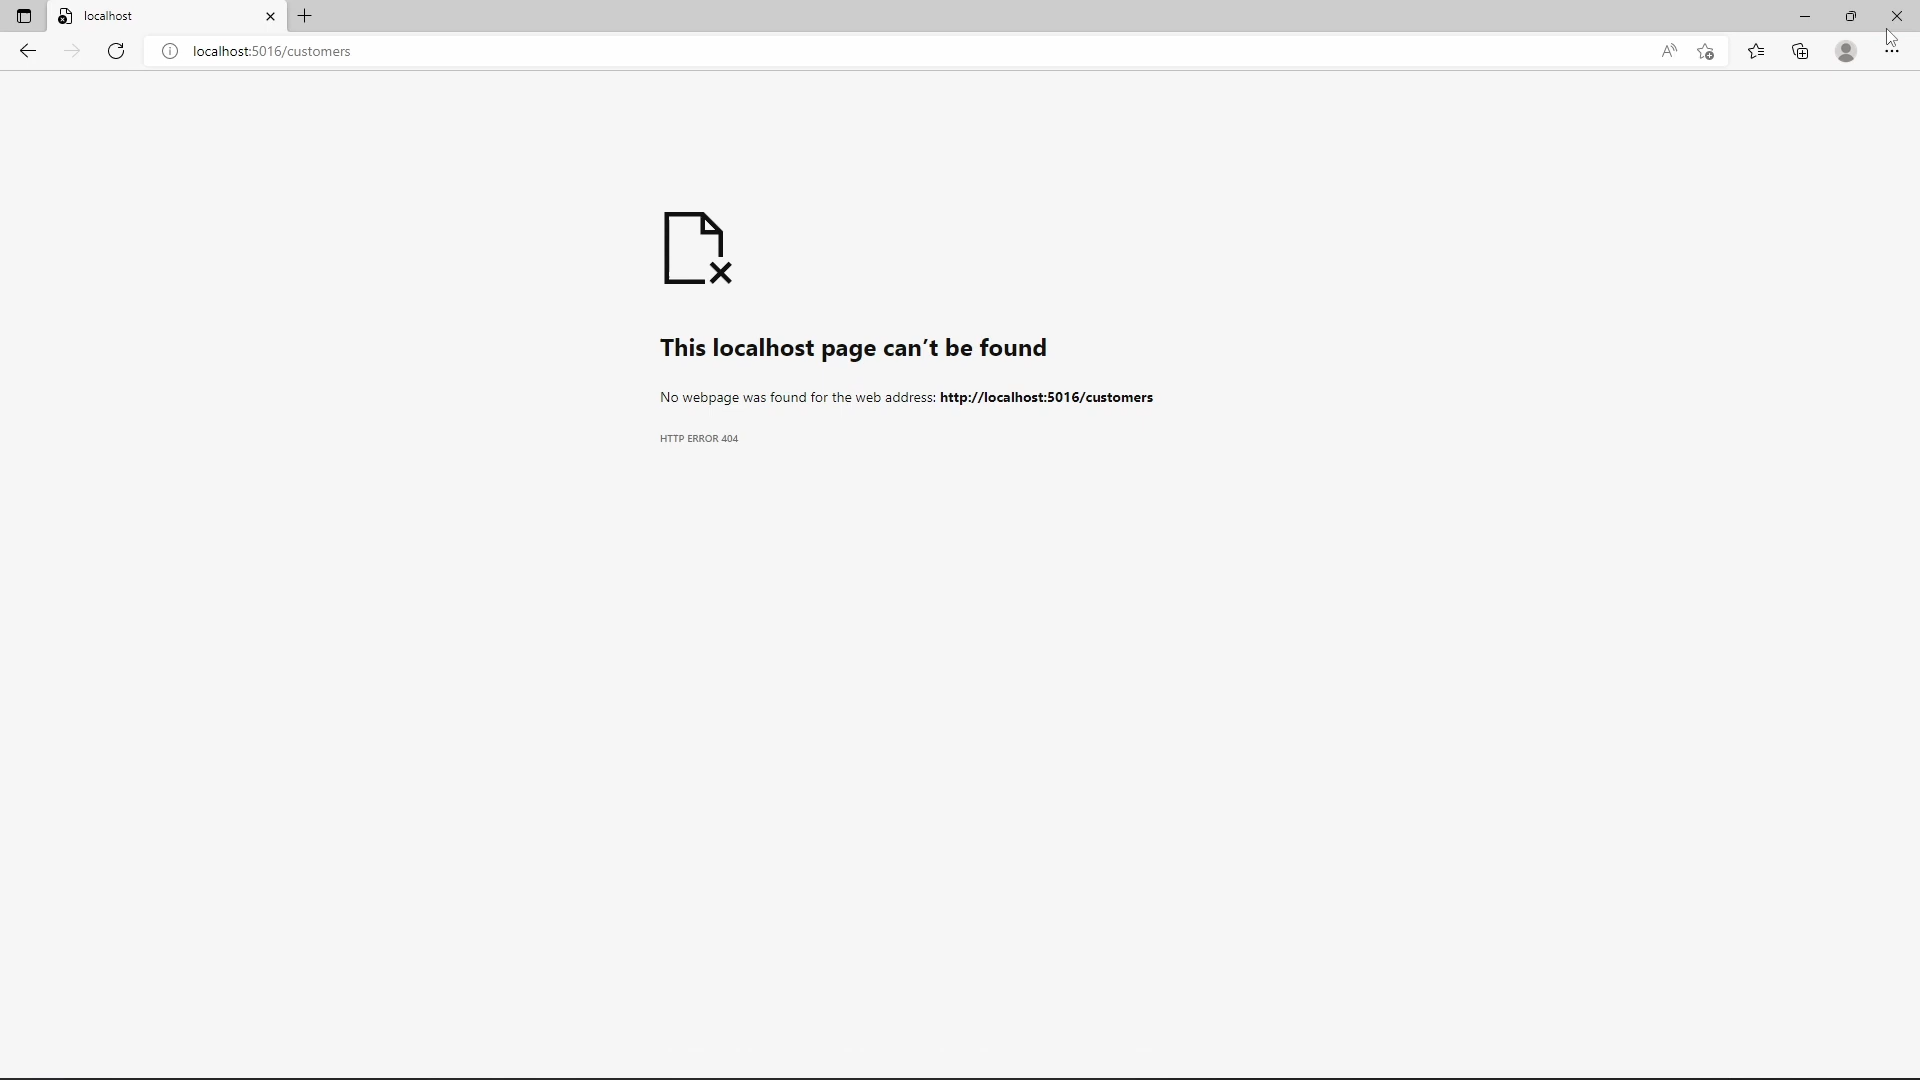 localhost
localhost:5016/customers
This localhost page can’t be found
No webpage was found for the web address: http://localhost:5016/customers
HTTP ERROR 404